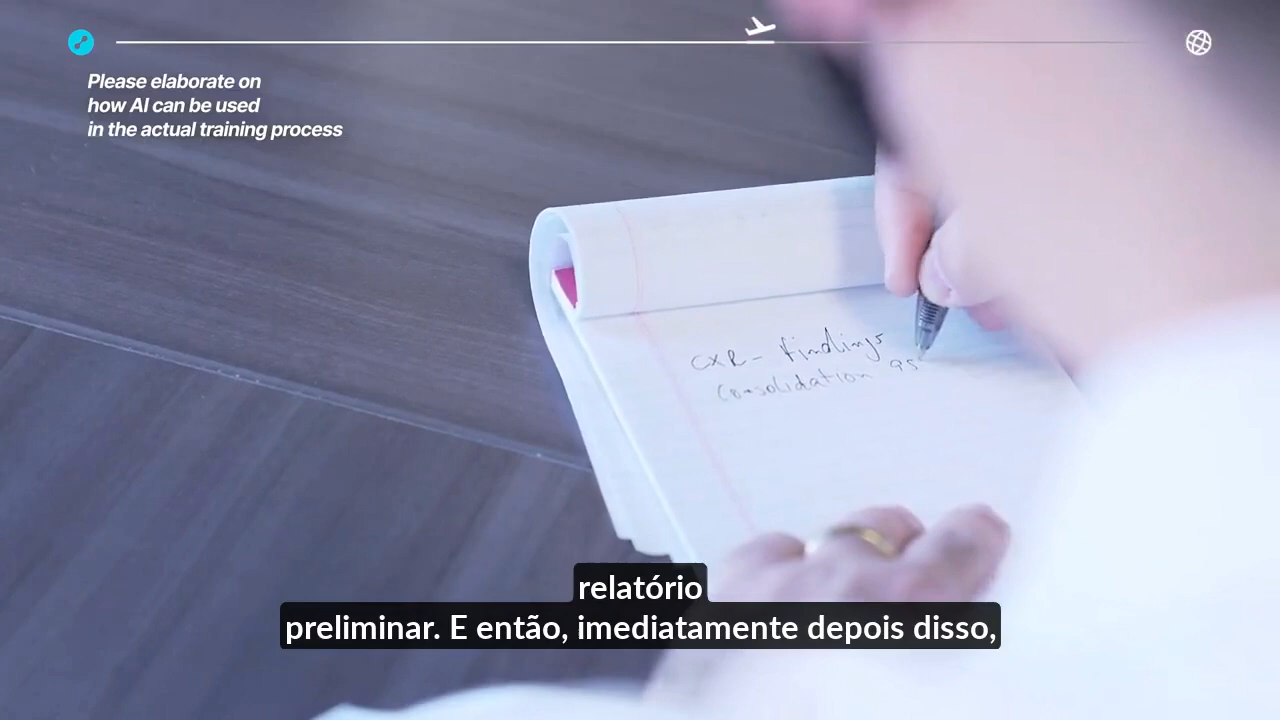 Please elaborate on
how AI can be used
in the actual training process
CXR - findings
Consolidation 95
relatório
preliminar. E então, imediatamente depois disso,